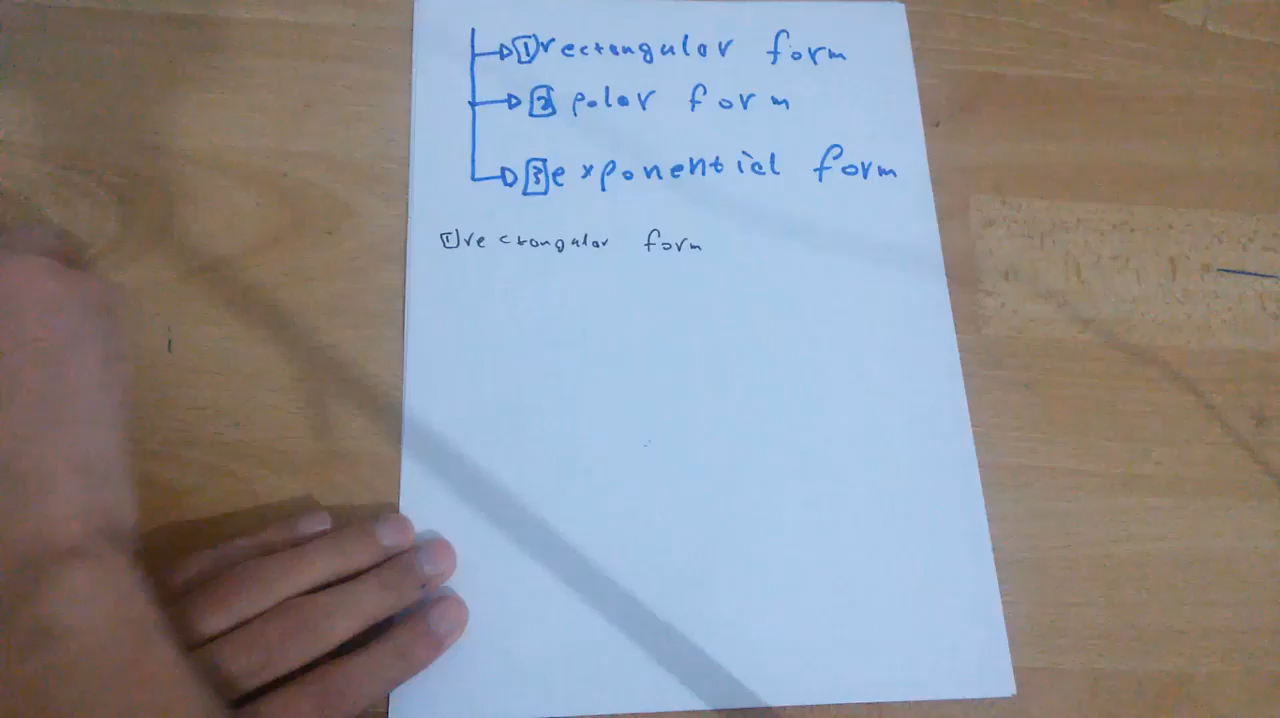 1 rectangular form
2 polar form
3 exponential form
1 rectangular form